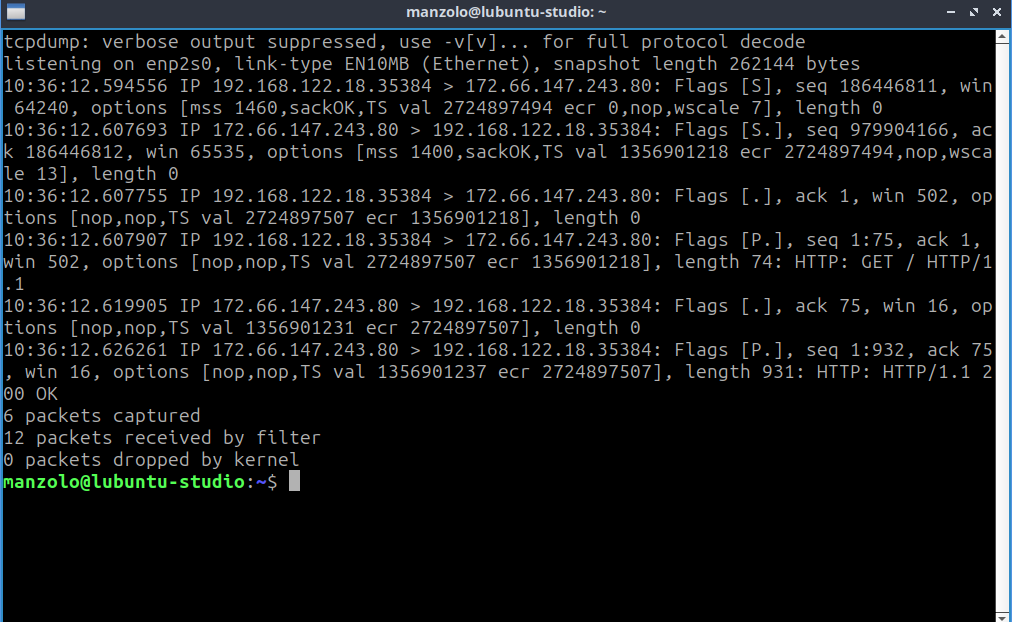 manzolo@lubuntu-studio: ~
tcpdump: verbose output suppressed, use -v[v]... for full protocol decode
listening on enp2s0, link-type EN10MB (Ethernet), snapshot length 262144 bytes
10:36:12.594556 IP 192.168.122.18.35384 > 172.66.147.243.80: Flags [S], seq 186446811, win
 64240, options [mss 1460,sackOK,TS val 2724897494 ecr 0,nop,wscale 7], length 0
10:36:12.607693 IP 172.66.147.243.80 > 192.168.122.18.35384: Flags [S.], seq 979904166, ac
k 186446812, win 65535, options [mss 1400,sackOK,TS val 1356901218 ecr 2724897494,nop,wsca
le 13], length 0
10:36:12.607755 IP 192.168.122.18.35384 > 172.66.147.243.80: Flags [.], ack 1, win 502, op
tions [nop,nop,TS val 2724897507 ecr 1356901218], length 0
10:36:12.607907 IP 192.168.122.18.35384 > 172.66.147.243.80: Flags [P.], seq 1:75, ack 1,
win 502, options [nop,nop,TS val 2724897507 ecr 1356901218], length 74: HTTP: GET / HTTP/1
.1
10:36:12.619905 IP 172.66.147.243.80 > 192.168.122.18.35384: Flags [.], ack 75, win 16, op
tions [nop,nop,TS val 1356901231 ecr 2724897507], length 0
10:36:12.626261 IP 172.66.147.243.80 > 192.168.122.18.35384: Flags [P.], seq 1:932, ack 75
, win 16, options [nop,nop,TS val 1356901237 ecr 2724897507], length 931: HTTP: HTTP/1.1 2
00 OK
6 packets captured
12 packets received by filter
0 packets dropped by kernel
manzolo@lubuntu-studio:~$